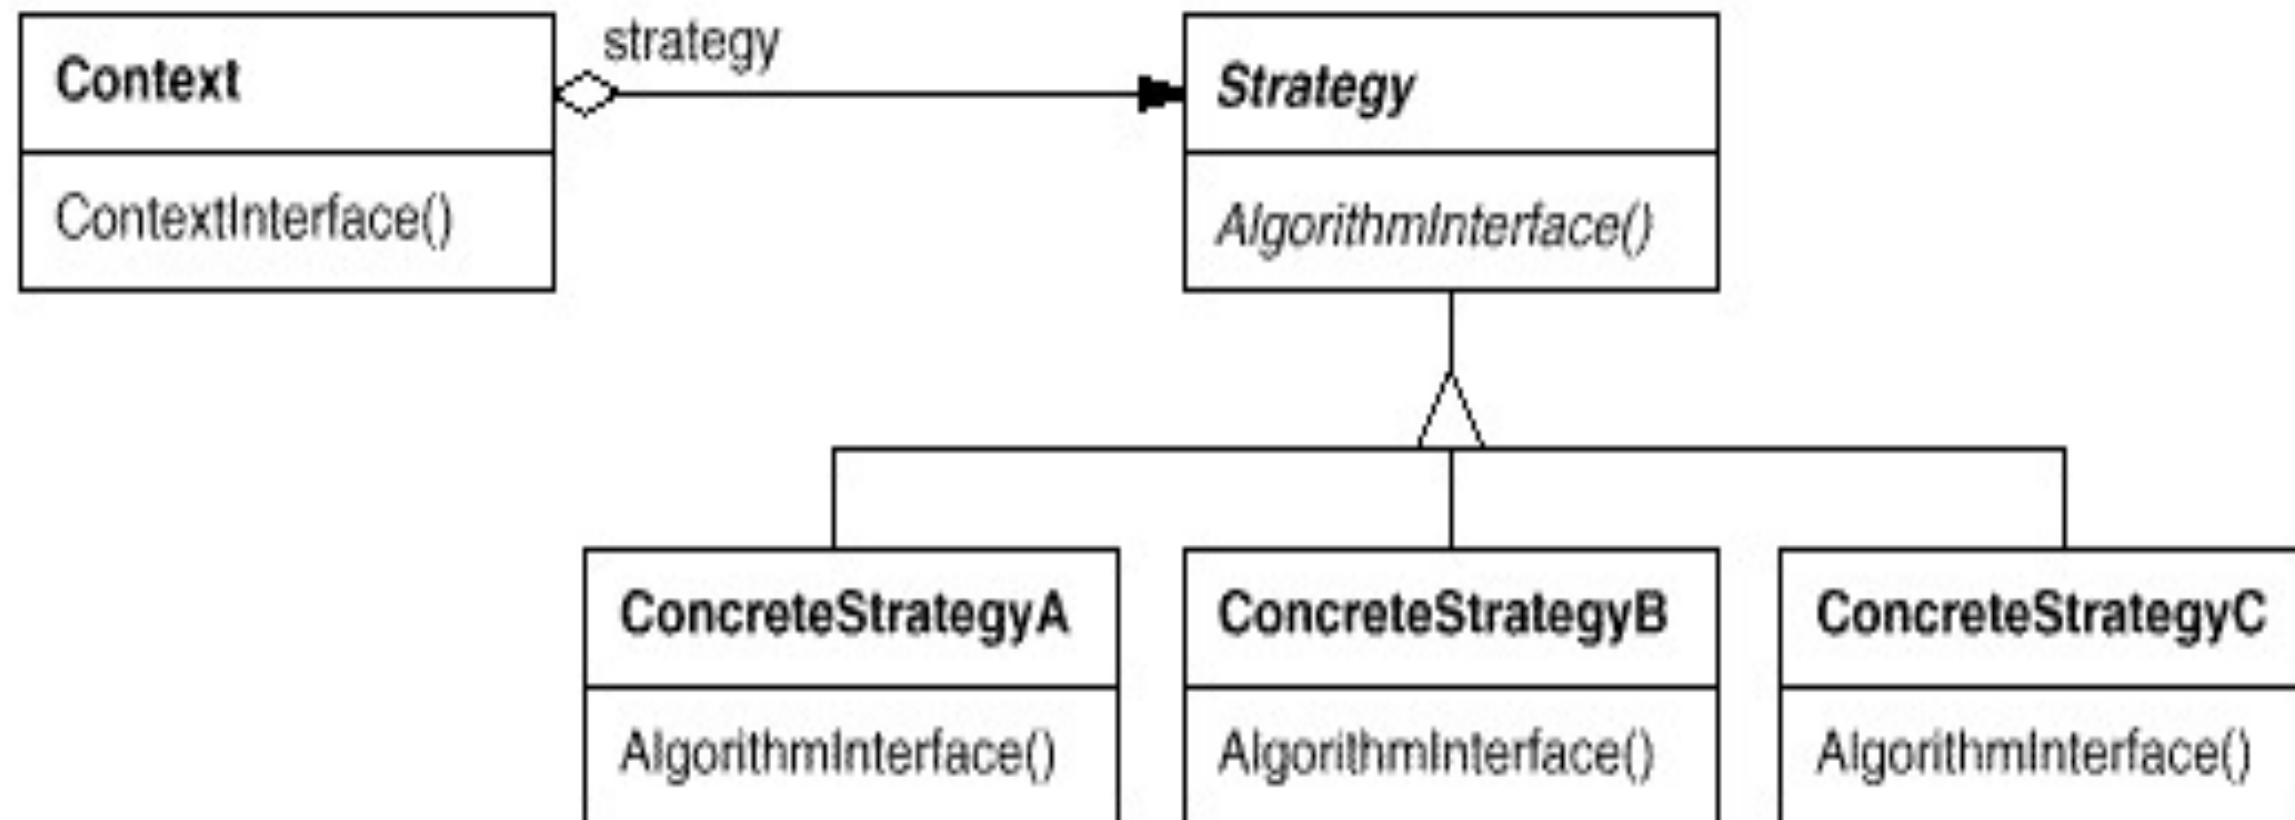 strategy
Context
Strategy
ContextInterface()
AlgorithmInterface()
ConcreteStrategyA
ConcreteStrategyB
ConcreteStrategyC
AlgorithmInterface()
AlgorithmInterface()
AlgorithmInterface()